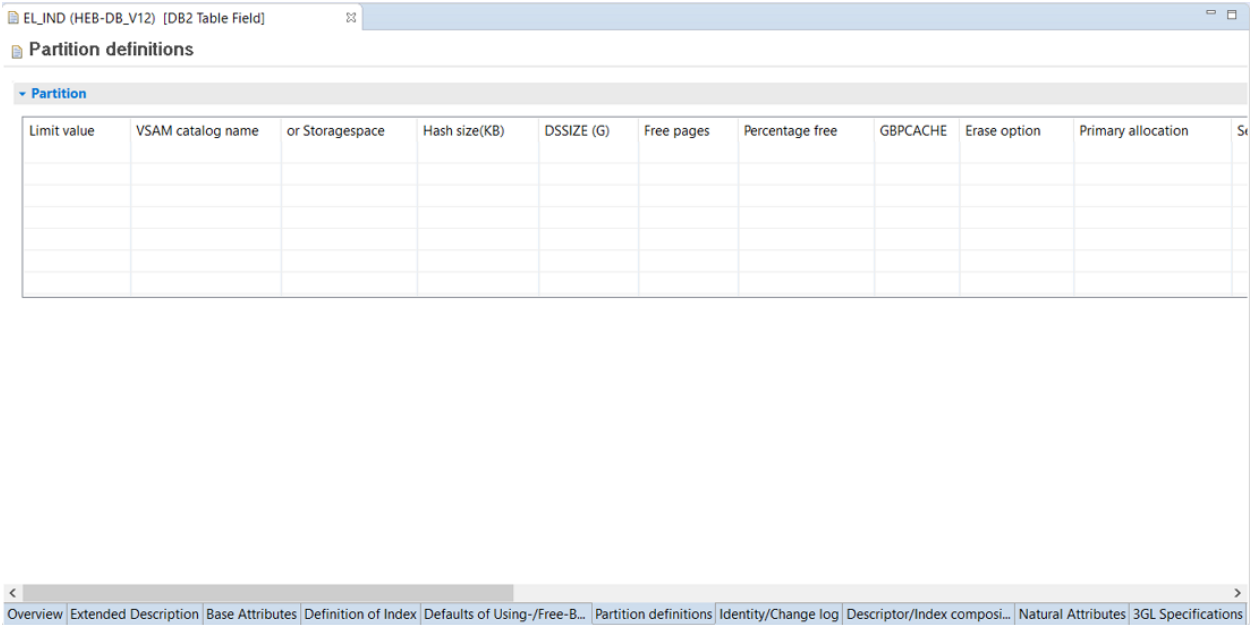 EL_IND (HEB-DB_V12) [DB2 Table Field]
Partition definitions
Partition
Limit value VSAM catalog name or Storagespace Hash size(KB) DSSIZE (G) Free pages Percentage free GBPCACHE Erase option Primary allocation Se
Overview Extended Description Base Attributes Definition of Index Defaults of Using-/Free-B... Partition definitions Identity/Change log Descriptor/Index composi... Natural Attributes 3GL Specifications